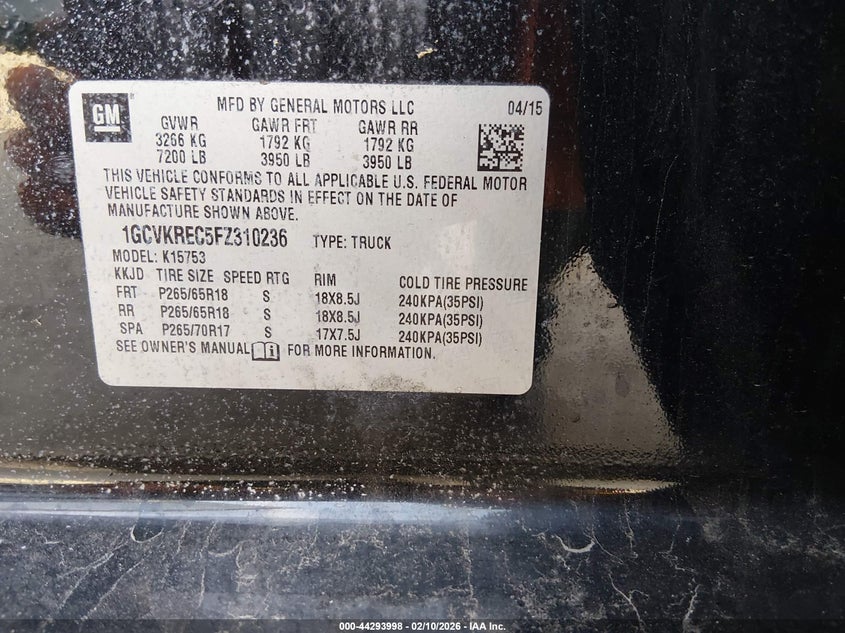 GM
MFD BY GENERAL MOTORS LLC 04/15
GVWR GAWR FRT GAWR RR
3266 KG 1792 KG 1792 KG
7200 LB 3950 LB 3950 LB
THIS VEHICLE CONFORMS TO ALL APPLICABLE U.S. FEDERAL MOTOR
VEHICLE SAFETY STANDARDS IN EFFECT ON THE DATE OF
MANUFACTURE SHOWN ABOVE.
1GCVKREC5FZ310236 TYPE: TRUCK
MODEL: K15753
KKJD TIRE SIZE SPEED RTG RIM COLD TIRE PRESSURE
FRT P265/65R18 S 18X8.5J 240KPA(35PSI)
RR P265/65R18 S 18X8.5J 240KPA(35PSI)
SPA P265/70R17 S 17X7.5J 240KPA(35PSI)
SEE OWNER'S MANUAL i FOR MORE INFORMATION.
000-44293998 — 02/10/2026 — IAA Inc.